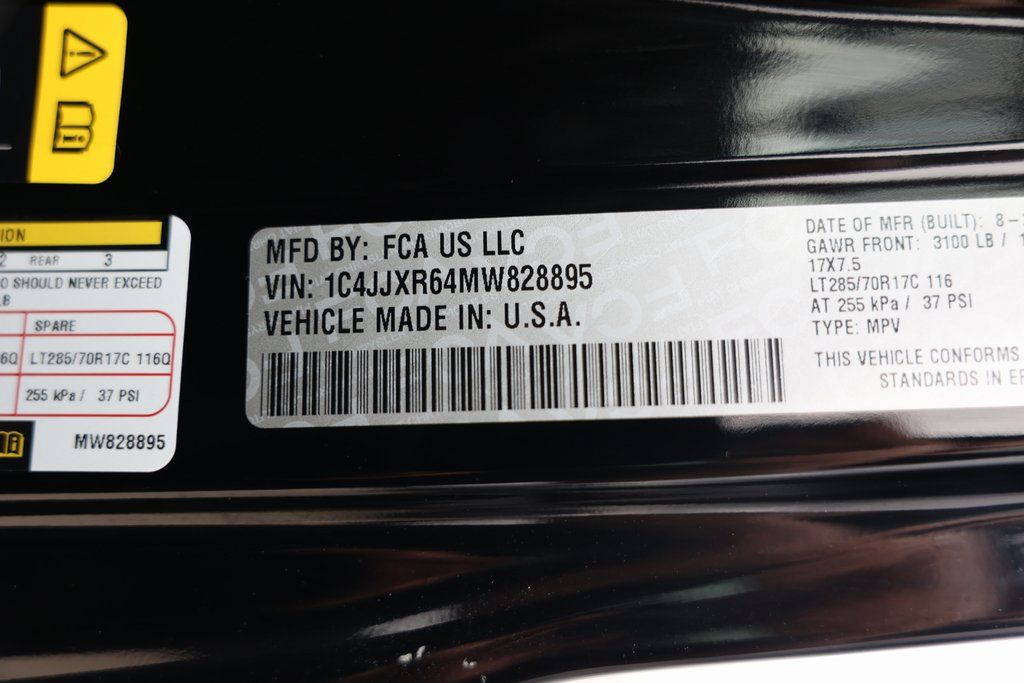 ION
2 REAR 3
O SHOULD NEVER EXCEED
LB
SPARE
6Q LT285/70R17C 116Q
255 kPa / 37 PSI
MW828895
MFD BY: FCA US LLC
VIN: 1C4JJXR64MW828895
VEHICLE MADE IN: U.S.A.
DATE OF MFR (BUILT): 8-
GAWR FRONT: 3100 LB /
17X7.5
LT285/70R17C 116
AT 255 kPa / 37 PSI
TYPE: MPV
THIS VEHICLE CONFORMS
STANDARDS IN EF